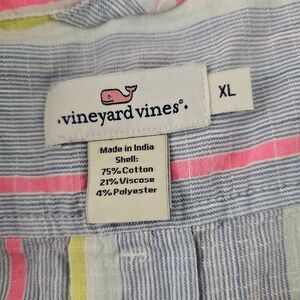 vineyard vines®
XL
Made in India
Shell:
75% Cotton
21% Viscose
4% Polyester